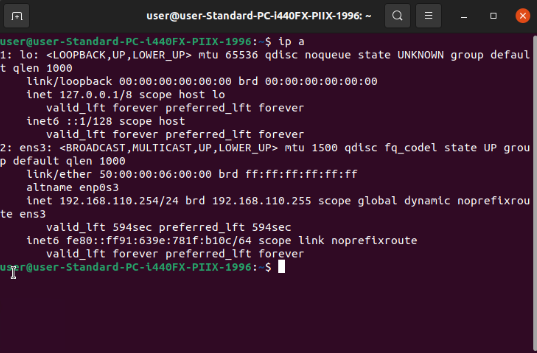 user@user-Standard-PC-i440FX-PIIX-1996: ~
user@user-Standard-PC-i440FX-PIIX-1996:~$ ip a
1: lo: <LOOPBACK,UP,LOWER_UP> mtu 65536 qdisc noqueue state UNKNOWN group defaul
t qlen 1000
    link/loopback 00:00:00:00:00:00 brd 00:00:00:00:00:00
    inet 127.0.0.1/8 scope host lo
       valid_lft forever preferred_lft forever
    inet6 ::1/128 scope host
       valid_lft forever preferred_lft forever
2: ens3: <BROADCAST,MULTICAST,UP,LOWER_UP> mtu 1500 qdisc fq_codel state UP grou
p default qlen 1000
    link/ether 50:00:00:06:00:00 brd ff:ff:ff:ff:ff:ff
    altname enp0s3
    inet 192.168.110.254/24 brd 192.168.110.255 scope global dynamic noprefixrou
te ens3
       valid_lft 594sec preferred_lft 594sec
    inet6 fe80::ff91:639e:781f:b10c/64 scope link noprefixroute
       valid_lft forever preferred_lft forever
user@user-Standard-PC-i440FX-PIIX-1996:~$